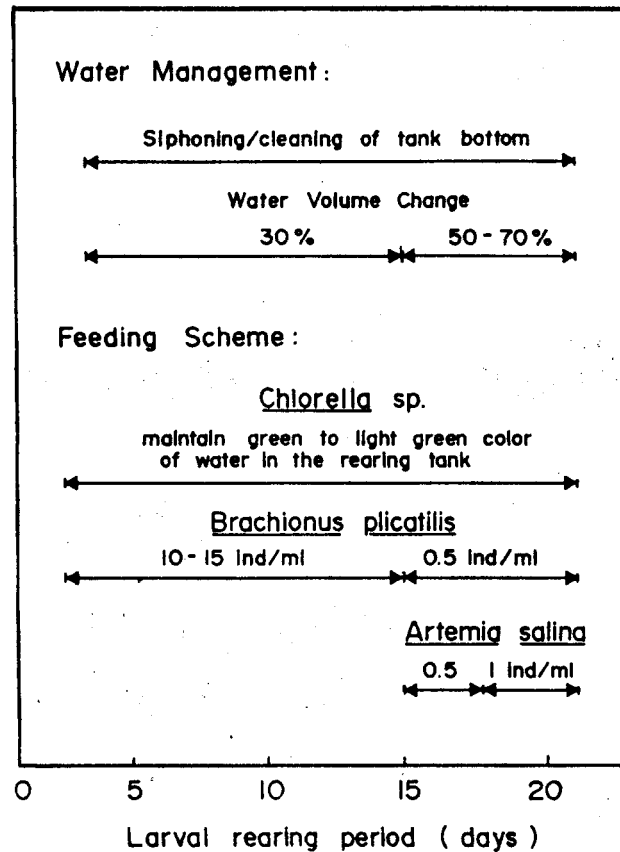 Water Management:
Siphoning/cleaning of tank bottom
Water Volume Change
30% 50-70%
Feeding Scheme:
Chlorella sp.
maintain green to light green color
of water in the rearing tank
Brachionus plicatilis
10-15 ind/ml 0.5 ind/ml
Artemia salina
0.5 1 ind/ml
0 5 10 15 20
Larval rearing period (days)